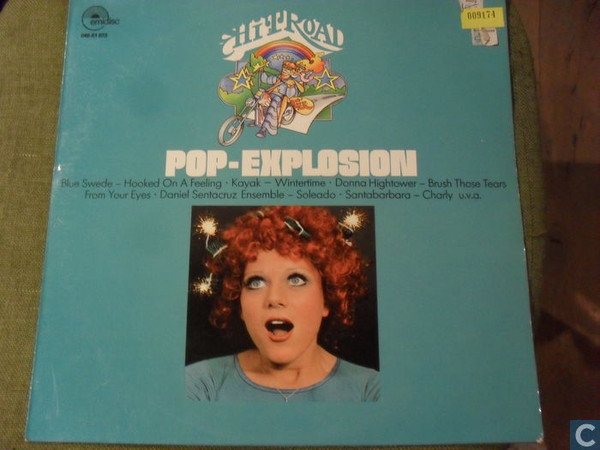 emidisc
009174
HIT ROAD
POP-EXPLOSION
Blue Swede – Hooked On A Feeling · Kayak – Wintertime · Donna Hightower – Brush Those Tears
From Your Eyes · Daniel Sentacruz Ensemble – Soleado · Santabarbara – Charly u.v.a.
C